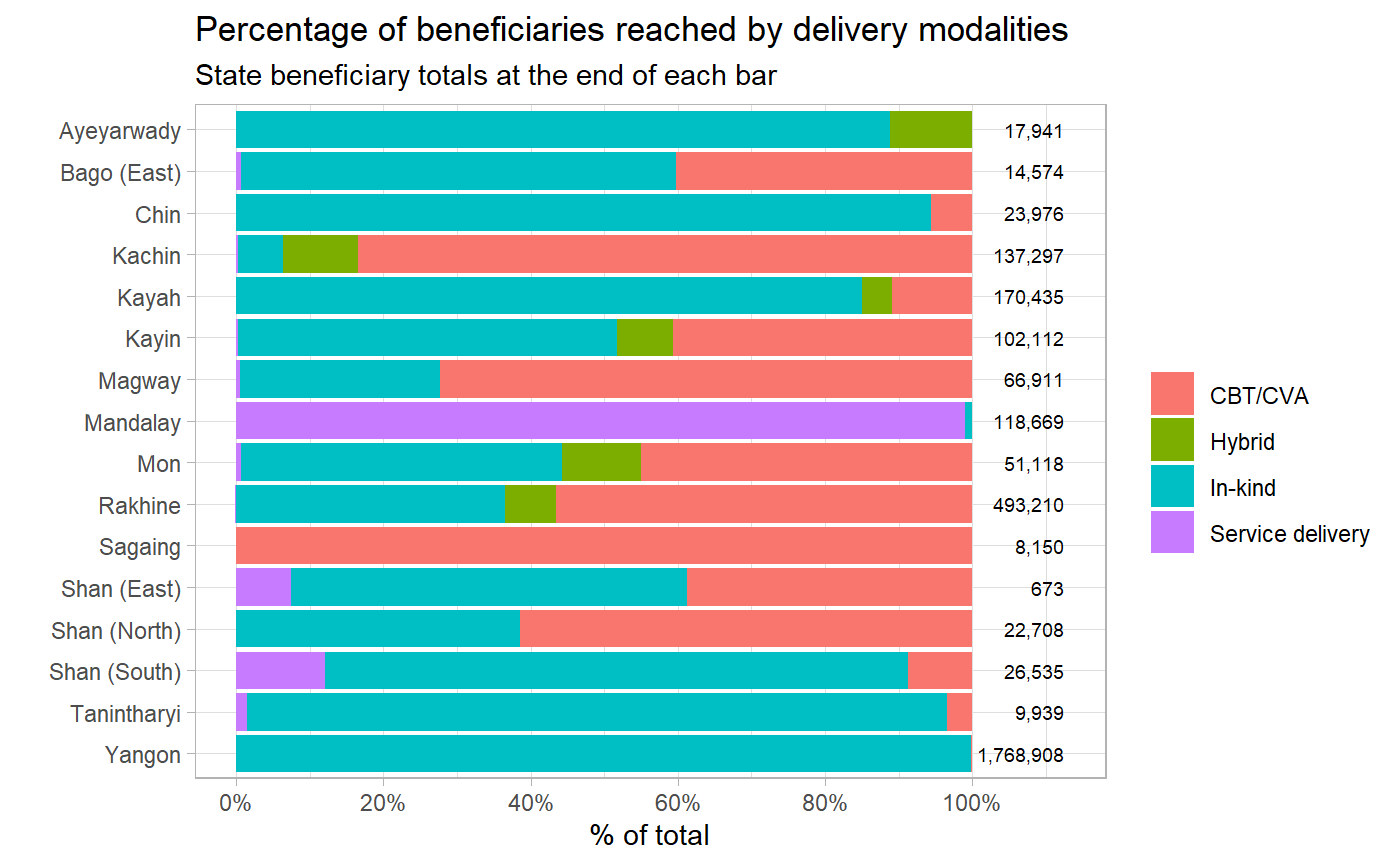 Percentage of beneficiaries reached by delivery modalities
State beneficiary totals at the end of each bar
Ayeyarwady 17,941
Bago (East) 14,574
Chin 23,976
Kachin 137,297
Kayah 170,435
Kayin 102,112
Magway 66,911
Mandalay 118,669
Mon 51,118
Rakhine 493,210
Sagaing 8,150
Shan (East) 673
Shan (North) 22,708
Shan (South) 26,535
Tanintharyi 9,939
Yangon 1,768,908
0% 20% 40% 60% 80% 100%
% of total
CBT/CVA
Hybrid
In-kind
Service delivery